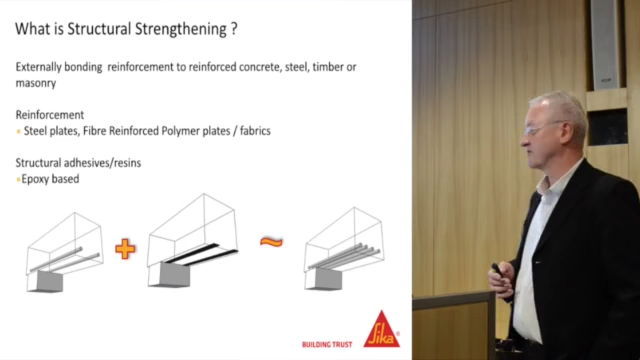 What is Structural Strengthening ?
Externally bonding reinforcement to reinforced concrete, steel, timber or
masonry
Reinforcement
• Steel plates, Fibre Reinforced Polymer plates / fabrics
Structural adhesives/resins
•Epoxy based
+
~
BUILDING TRUST
Sika®